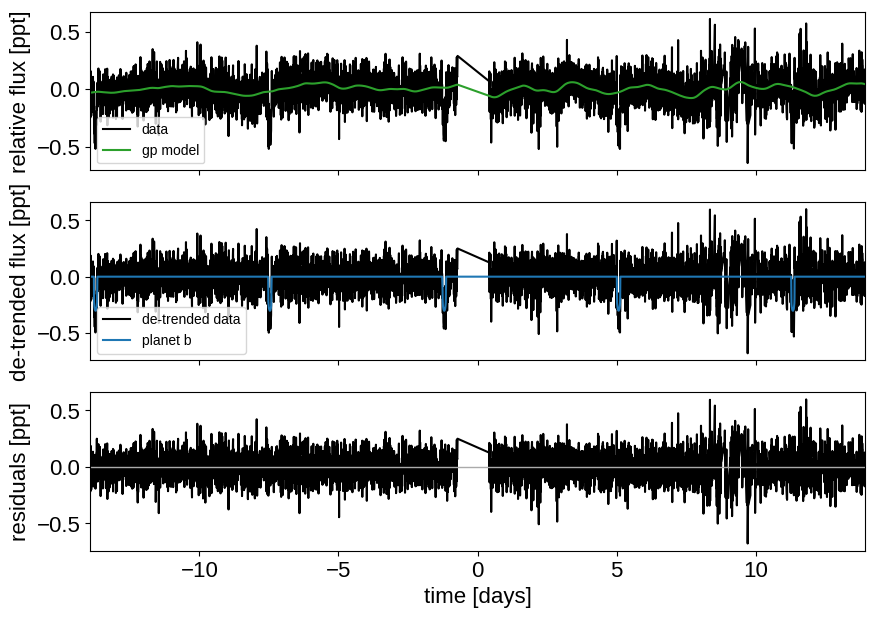 relative flux [ppt]
0.5
0.0
−0.5
data
gp model
de-trended flux [ppt]
0.5
0.0
−0.5
de-trended data
planet b
residuals [ppt]
0.5
0.0
−0.5
−10
−5
0
5
10
time [days]